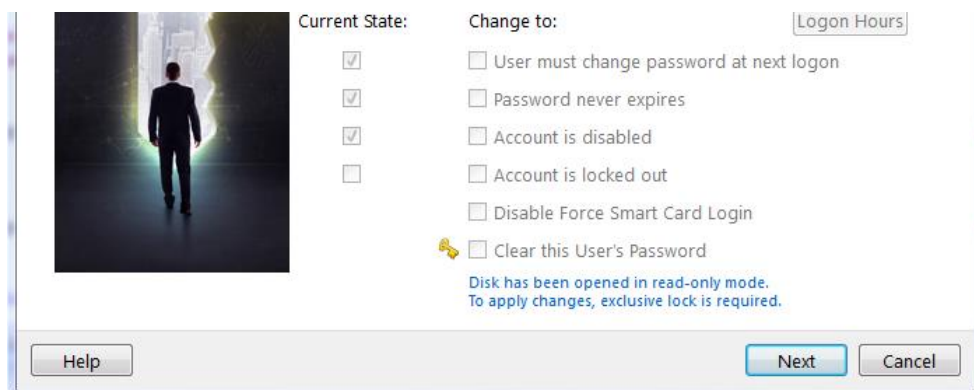 Current State: Change to: Logon Hours
User must change password at next logon
Password never expires
Account is disabled
Account is locked out
Disable Force Smart Card Login
Clear this User's Password
Disk has been opened in read-only mode.
To apply changes, exclusive lock is required.
Help Next Cancel